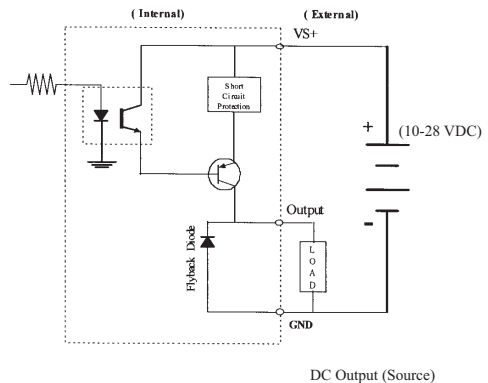 ( Internal)
( External)
VS+
Short
Circuit
Protection
+
(10-28 VDC)
Output
-
Flyback Diode
L
O
A
D
GND
DC Output (Source)